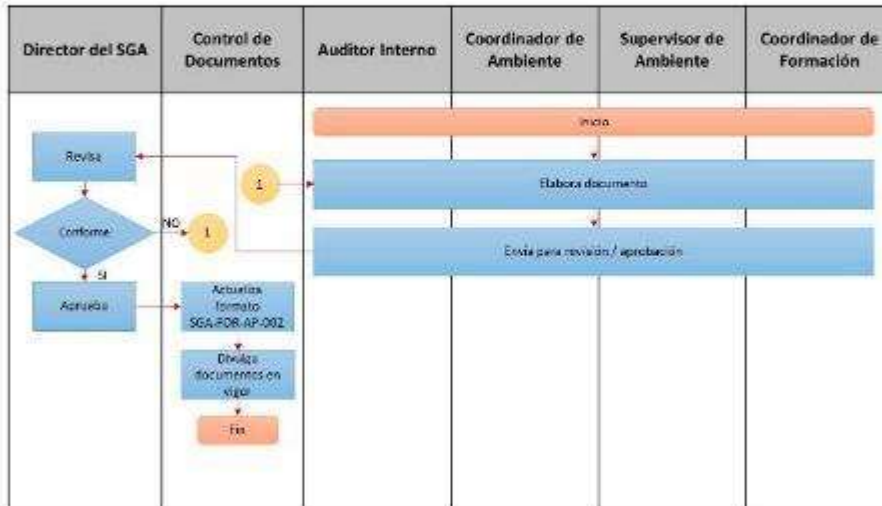 Director del SGA
Control de
Documentos
Auditor Interno
Coordinador de
Ambiente
Supervisor de
Ambiente
Coordinador de
Formación
Inicio
Revisa
1
Elabora documento
Conforme
NO
1
Envía para revisión / aprobación
SI
Aprueba
Actualiza
formato
SGA-FOR-AP-002
Divulga
documentos en
vigor
Fin